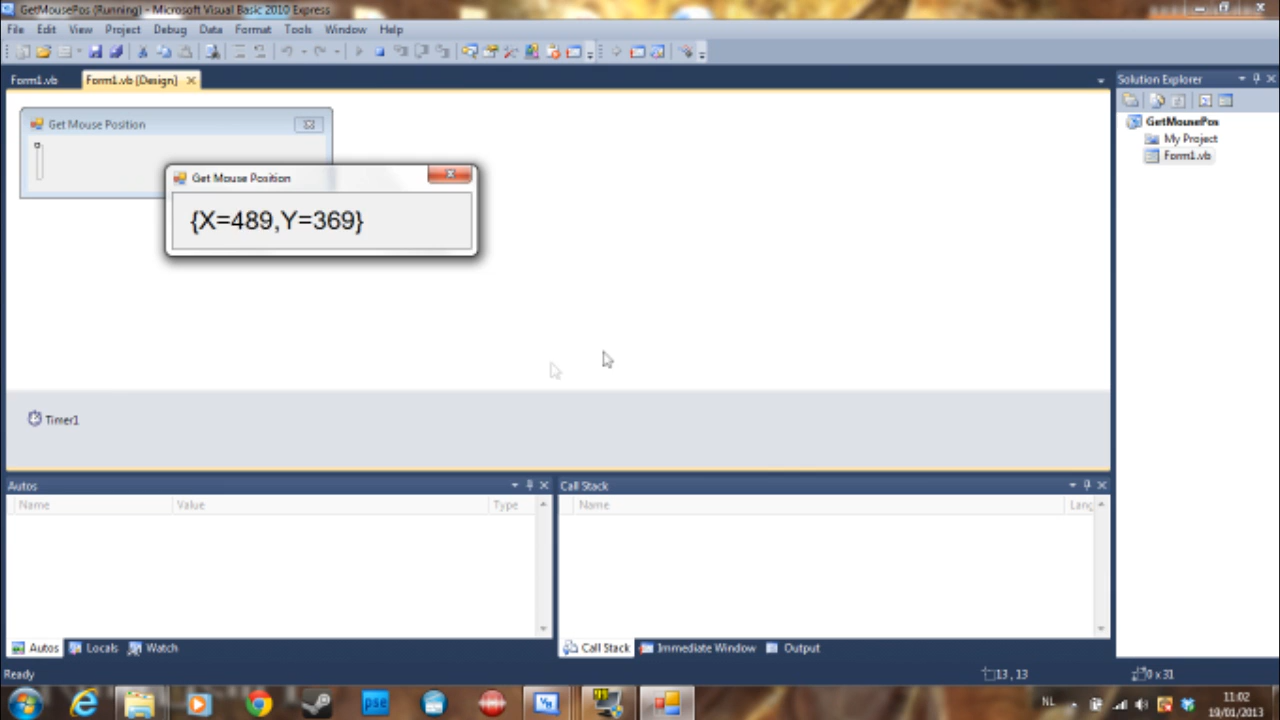 GetMousePos (Running) - Microsoft Visual Basic 2010 Express
File Edit View Project Debug Data Format Tools Window Help
Form1.vb Form1.vb [Design]
Solution Explorer
Get Mouse Position
GetMousePos
My Project
Form1.vb
Get Mouse Position
{X=489,Y=369}
Timer1
Autos
Name Value Type
Call Stack
Name Lang
Autos Locals Watch
Call Stack Immediate Window Output
Ready
13, 13
0 x 31
pse
NL
11:02
19/01/2013